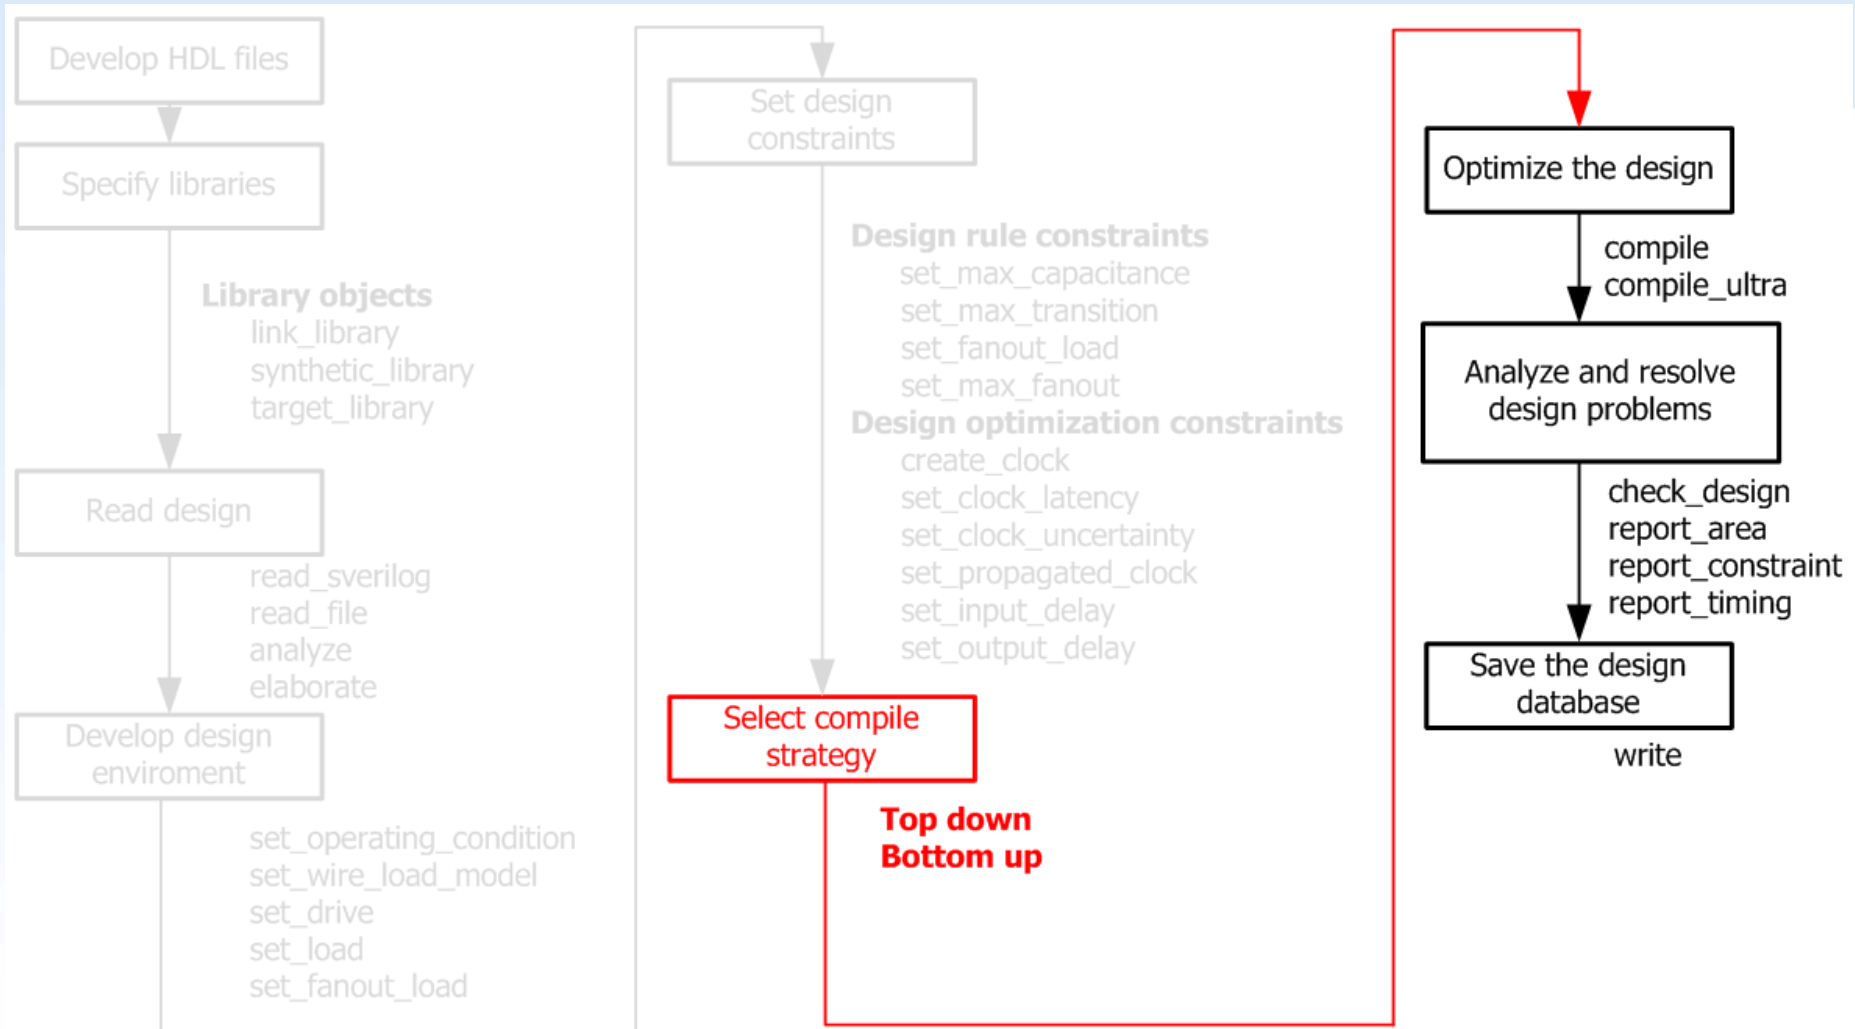 Develop HDL files
Specify libraries
Library objects
link_library
synthetic_library
target_library
Read design
read_sverilog
read_file
analyze
elaborate
Develop design
enviroment
set_operating_condition
set_wire_load_model
set_drive
set_load
set_fanout_load
Set design
constraints
Design rule constraints
set_max_capacitance
set_max_transition
set_fanout_load
set_max_fanout
Design optimization constraints
create_clock
set_clock_latency
set_clock_uncertainty
set_propagated_clock
set_input_delay
set_output_delay
Select compile
strategy
Top down
Bottom up
Optimize the design
compile
compile_ultra
Analyze and resolve
design problems
check_design
report_area
report_constraint
report_timing
Save the design
database
write